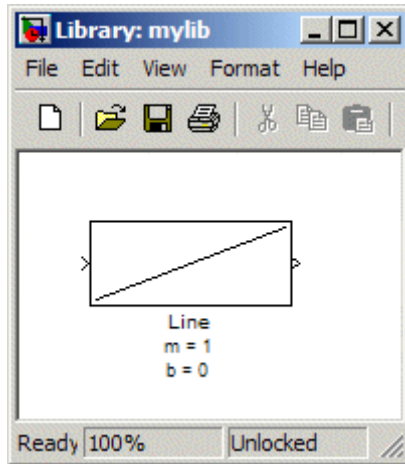 Library: mylib
File Edit View Format Help
Line
m = 1
b = 0
Ready 100% Unlocked